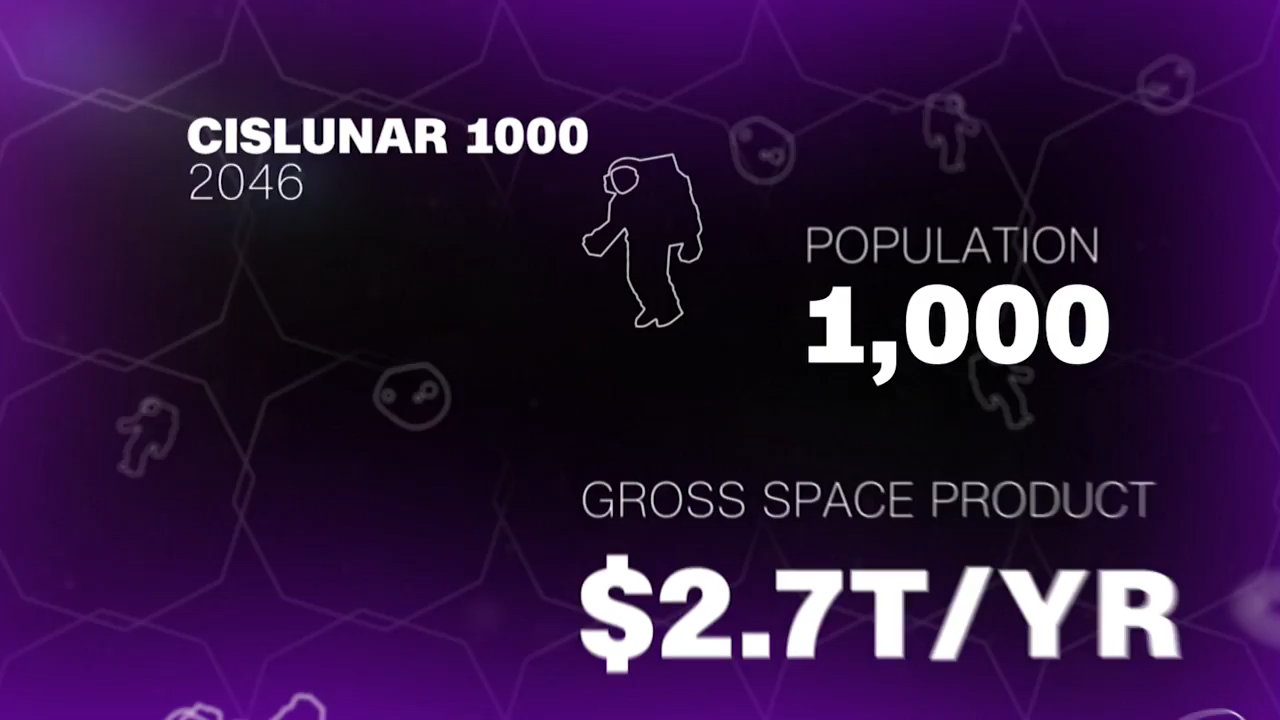 CISLUNAR 1000
2046
POPULATION
1,000
GROSS SPACE PRODUCT
$2.7T/YR